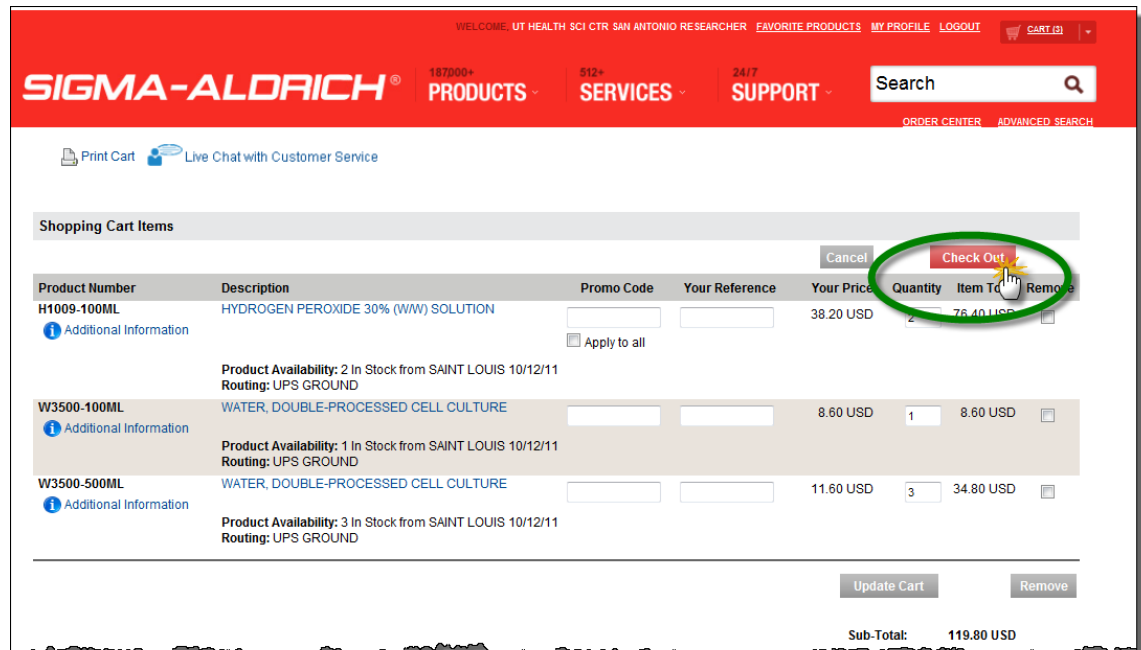 WELCOME, UT HEALTH SCI CTR SAN ANTONIO RESEARCHER FAVORITE PRODUCTS MY PROFILE LOGOUT CART (3)
SIGMA-ALDRICH®
187,000+
PRODUCTS
512+
SERVICES
24/7
SUPPORT
Search
ORDER CENTER ADVANCED SEARCH
Print Cart Live Chat with Customer Service
Shopping Cart Items
Cancel Check Out
Product Number Description Promo Code Your Reference Your Price Quantity Item Remove
H1009-100ML HYDROGEN PEROXIDE 30% (W/W) SOLUTION 38.20 USD 2 76.40 USD
Additional Information
Apply to all
Product Availability: 2 In Stock from SAINT LOUIS 10/12/11
Routing: UPS GROUND
W3500-100ML WATER, DOUBLE-PROCESSED CELL CULTURE 8.60 USD 1 8.60 USD
Additional Information
Product Availability: 1 In Stock from SAINT LOUIS 10/12/11
Routing: UPS GROUND
W3500-500ML WATER, DOUBLE-PROCESSED CELL CULTURE 11.60 USD 3 34.80 USD
Additional Information
Product Availability: 3 In Stock from SAINT LOUIS 10/12/11
Routing: UPS GROUND
Update Cart Remove
Sub-Total: 119.80 USD